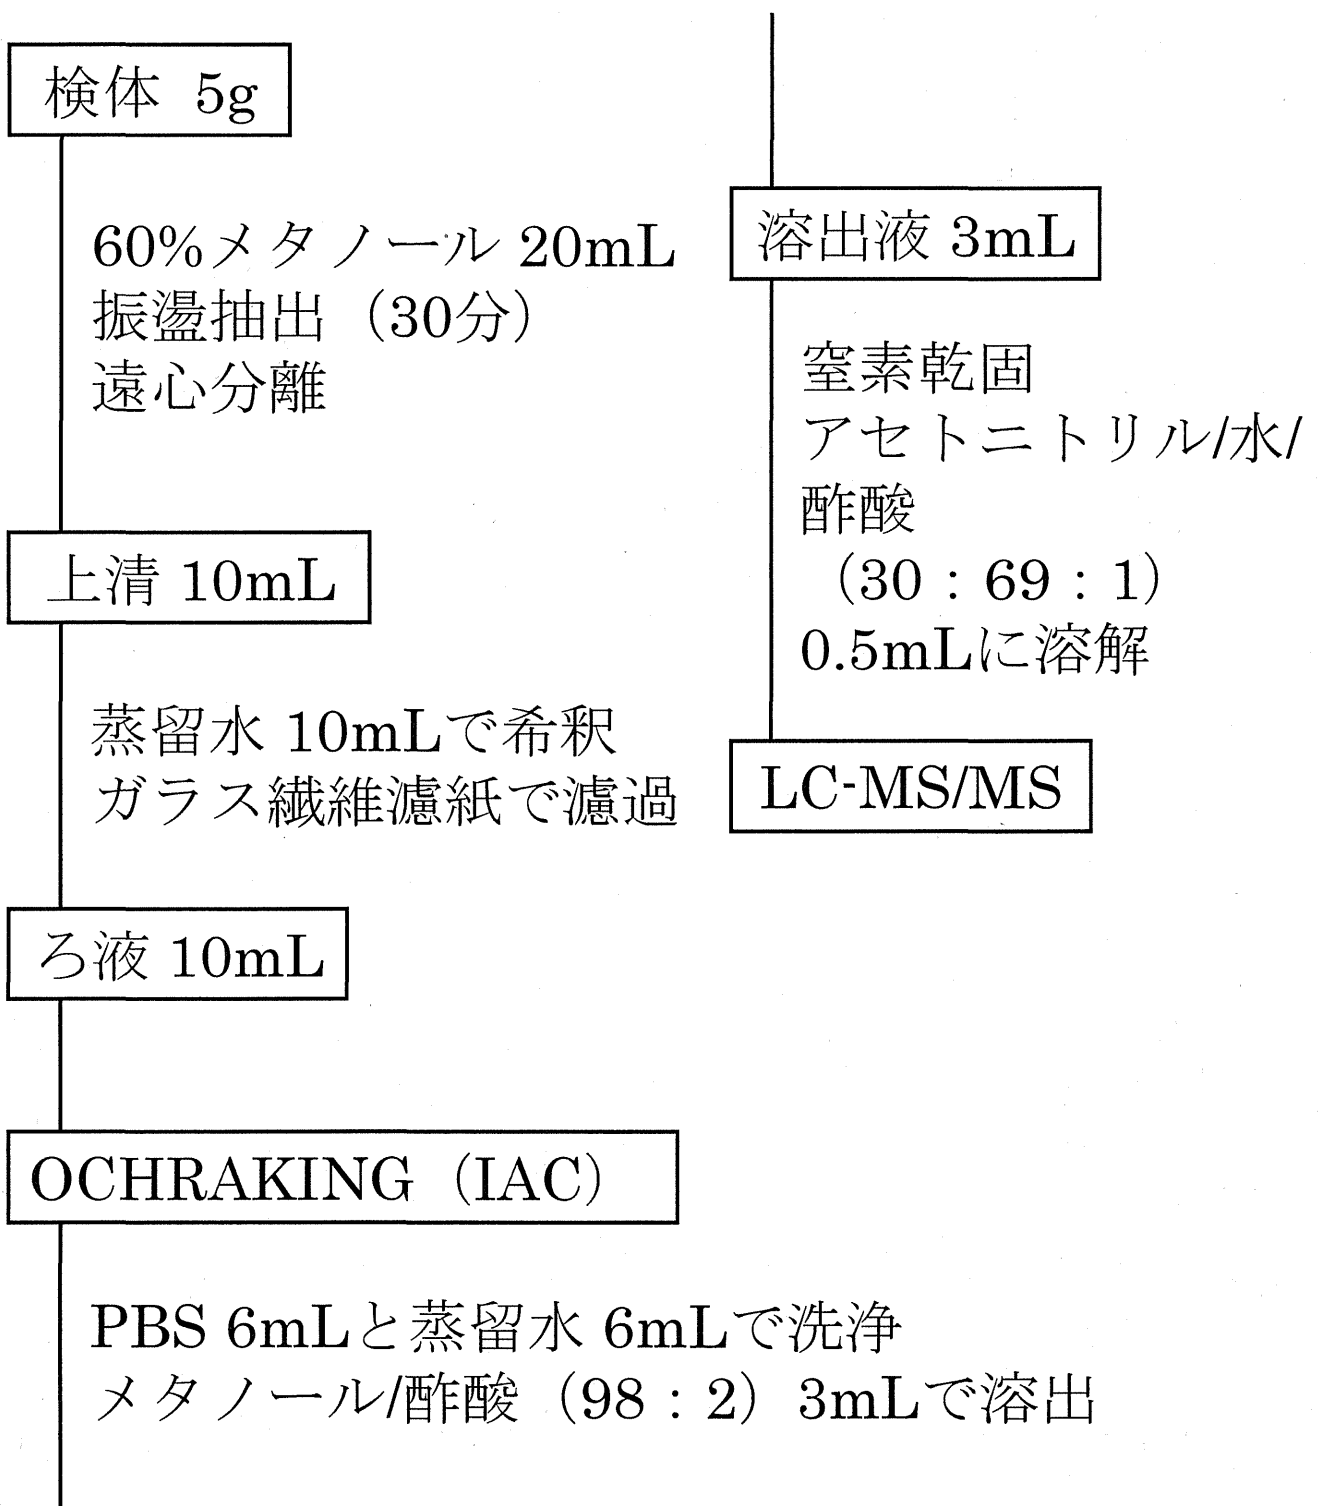 検体 5g
60%メタノール 20mL
振盪抽出（30分）
遠心分離
上清 10mL
蒸留水 10mLで希釈
ガラス繊維濾紙で濾過
ろ液 10mL
OCHRAKING（IAC）
PBS 6mLと蒸留水 6mLで洗浄
メタノール/酢酸（98：2）3mLで溶出
溶出液 3mL
窒素乾固
アセトニトリル/水/
酢酸
（30：69：1）
0.5mLに溶解
LC-MS/MS